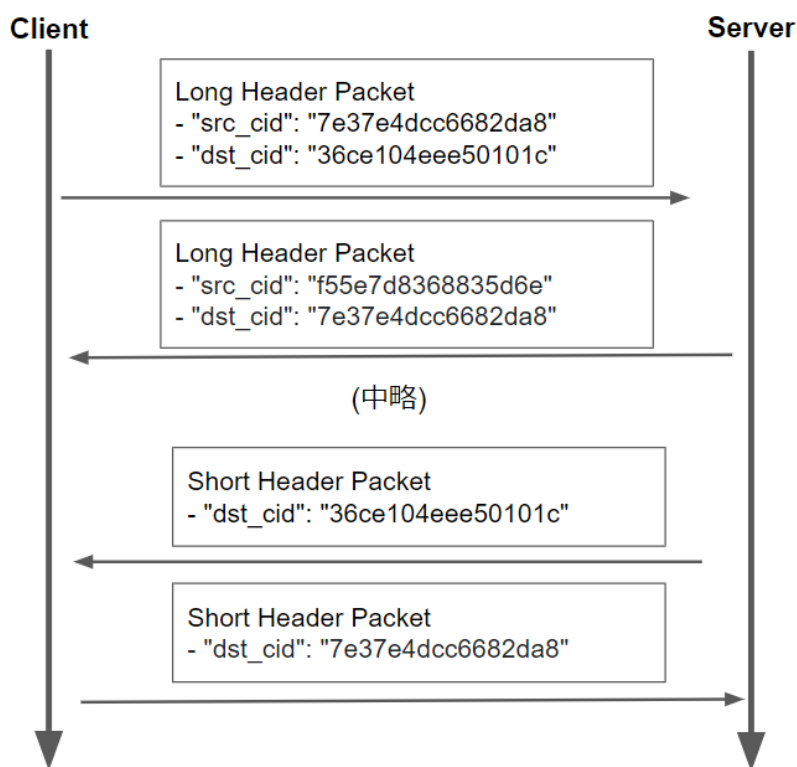 Client
Server
Long Header Packet
- "src_cid": "7e37e4dcc6682da8"
- "dst_cid": "36ce104eee50101c"
Long Header Packet
- "src_cid": "f55e7d8368835d6e"
- "dst_cid": "7e37e4dcc6682da8"
(中略)
Short Header Packet
- "dst_cid": "36ce104eee50101c"
Short Header Packet
- "dst_cid": "7e37e4dcc6682da8"